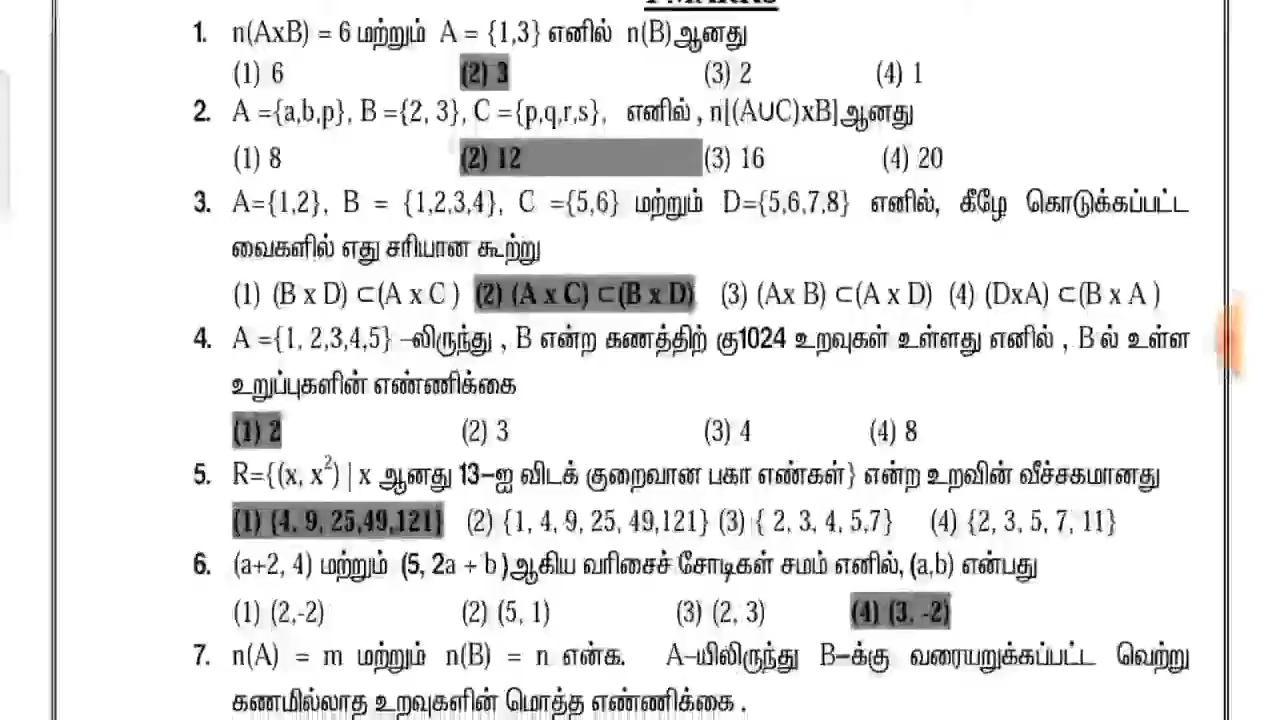 1. n(AxB) = 6 மற்றும் A = {1,3} எனில் n(B)ஆனது
(1) 6 (2) 3 (3) 2 (4) 1
2. A ={a,b,p}, B ={2, 3}, C ={p,q,r,s}, எனில் , n[(A∪C)xB]ஆனது
(1) 8 (2) 12 (3) 16 (4) 20
3. A={1,2}, B = {1,2,3,4}, C ={5,6} மற்றும் D={5,6,7,8} எனில், கீழே கொடுக்கப்பட்ட
வைகளில் எது சரியான கூற்று
(1) (B x D) ⊂(A x C ) (2) (A x C) ⊂(B x D) (3) (Ax B) ⊂(A x D) (4) (DxA) ⊂(B x A )
4. A ={1, 2,3,4,5} –லிருந்து , B என்ற கணத்திற் கு1024 உறவுகள் உள்ளது எனில் , B ல் உள்ள
உறுப்புகளின் எண்ணிக்கை
(1) 2 (2) 3 (3) 4 (4) 8
5. R={(x, x²) | x ஆனது 13–ஐ விடக் குறைவான பகா எண்கள்} என்ற உறவின் வீச்சகமானது
(1) {4, 9, 25,49,121} (2) {1, 4, 9, 25, 49,121} (3) { 2, 3, 4, 5,7} (4) {2, 3, 5, 7, 11}
6. (a+2, 4) மற்றும் (5, 2a + b )ஆகிய வரிசைச் சோடிகள் சமம் எனில், (a,b) என்பது
(1) (2,-2) (2) (5, 1) (3) (2, 3) (4) (3, -2)
7. n(A) = m மற்றும் n(B) = n என்க. A–யிலிருந்து B–க்கு வரையறுக்கப்பட்ட வெற்று
கணமில்லாத உறவுகளின் மொத்த எண்ணிக்கை .